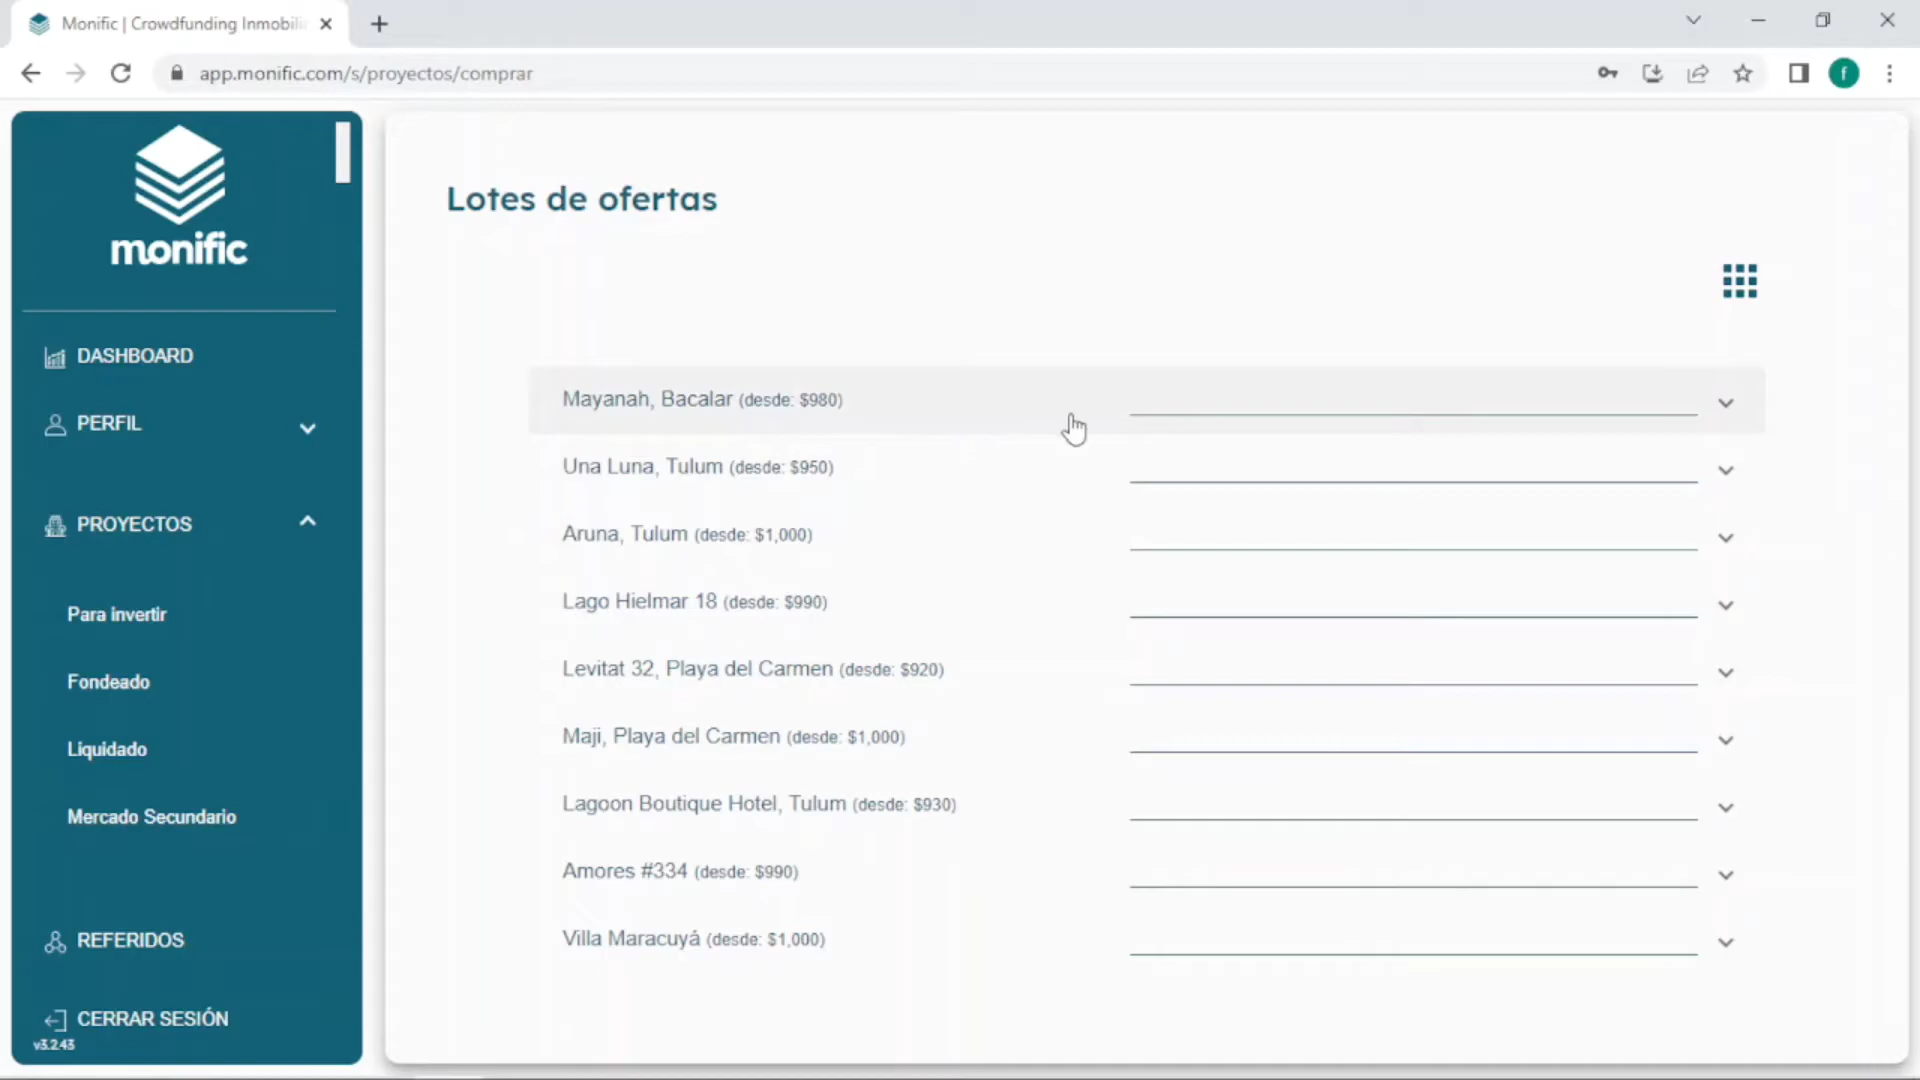 Monific | Crowdfunding Inmobili
app.monific.com/s/proyectos/comprar
f
monific
DASHBOARD
PERFIL
PROYECTOS
Para invertir
Fondeado
Liquidado
Mercado Secundario
REFERIDOS
CERRAR SESIÓN
v3.2.43
Lotes de ofertas
Mayanah, Bacalar (desde: $980)
Una Luna, Tulum (desde: $950)
Aruna, Tulum (desde: $1,000)
Lago Hielmar 18 (desde: $990)
Levitat 32, Playa del Carmen (desde: $920)
Maji, Playa del Carmen (desde: $1,000)
Lagoon Boutique Hotel, Tulum (desde: $930)
Amores #334 (desde: $990)
Villa Maracuyá (desde: $1,000)